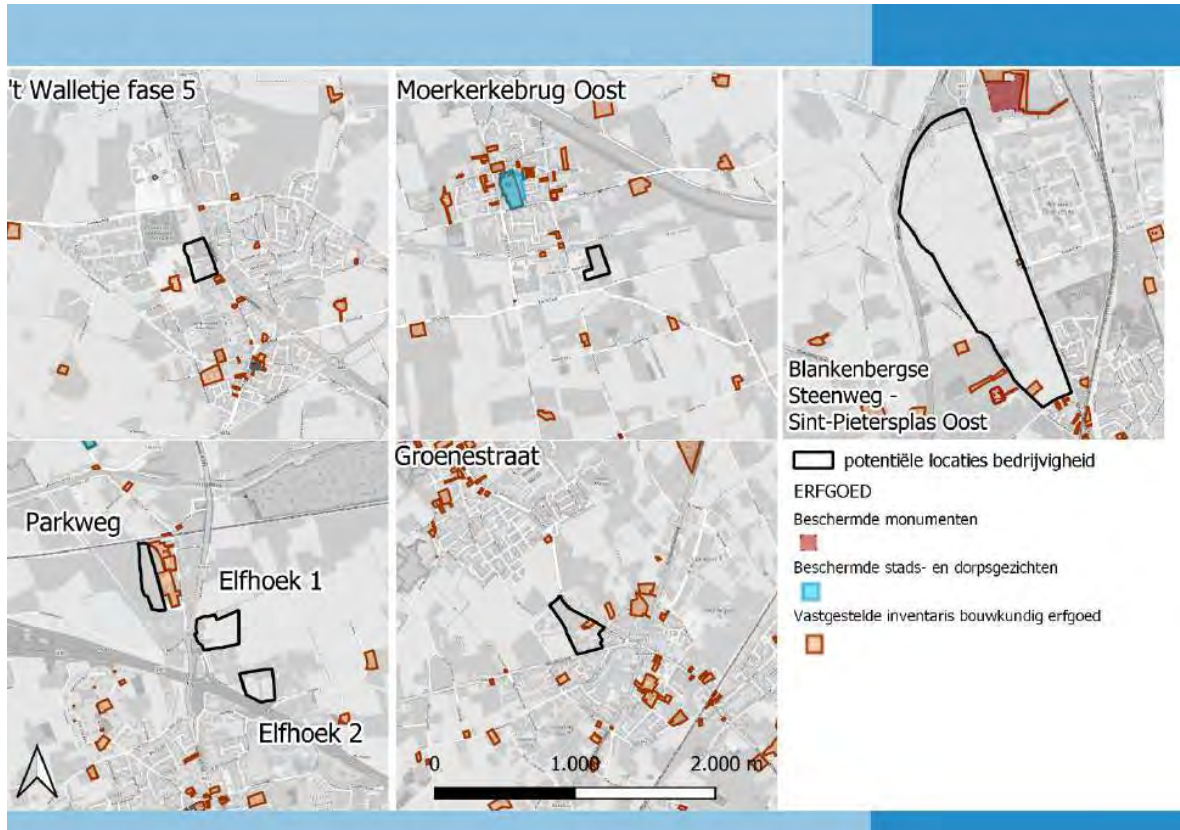 't Walletje fase 5
Moerkerkebrug Oost
Blankenbergse
Steenweg -
Sint-Pietersplas Oost
Parkweg
Elfhoek 1
Elfhoek 2
Groenestraat
0 1.000 2.000 m
potentiële locaties bedrijvigheid
ERFGOED
Beschermde monumenten
Beschermde stads- en dorpsgezichten
Vastgestelde inventaris bouwkundig erfgoed